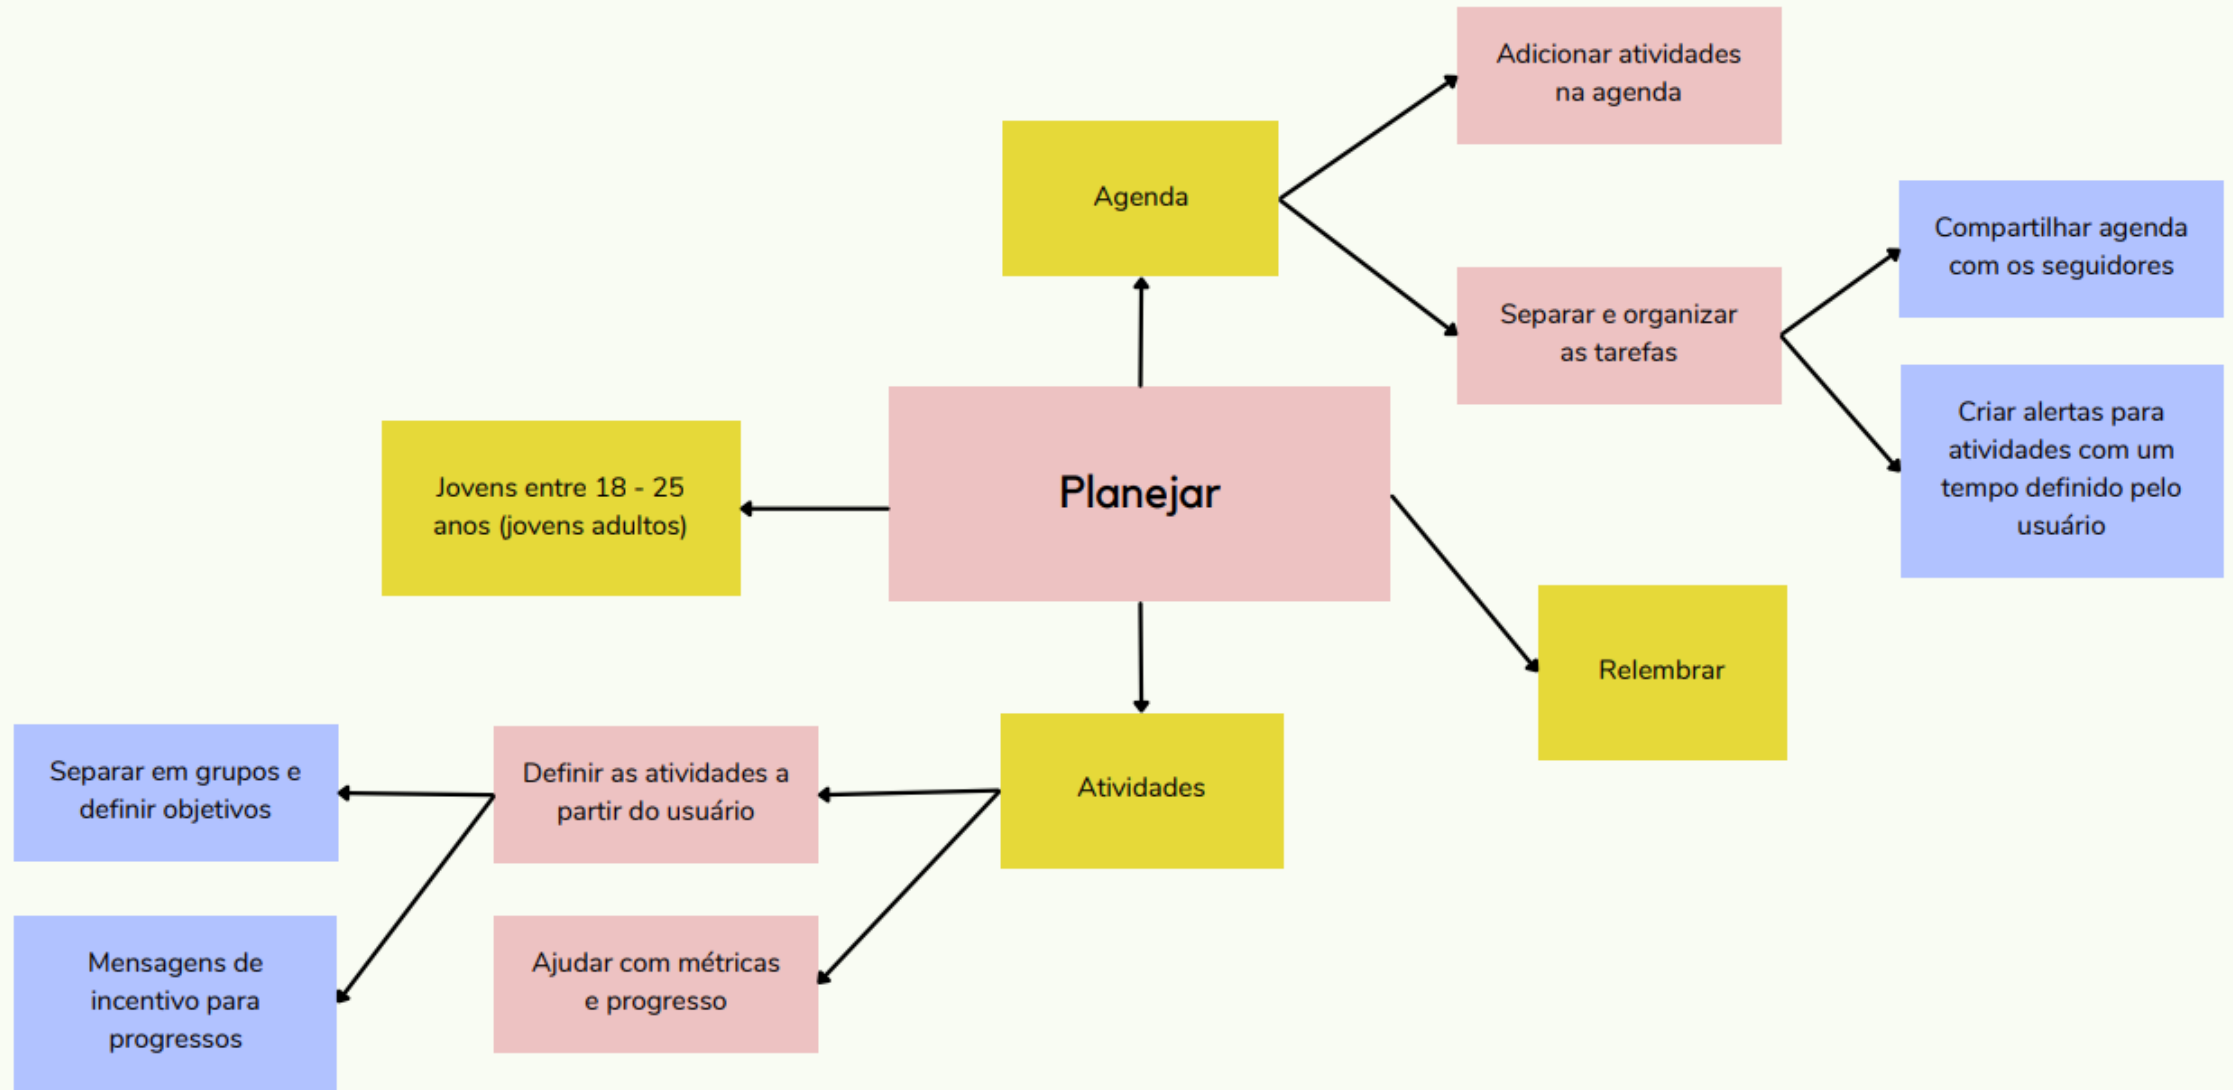 Adicionar atividades
na agenda
Agenda
Compartilhar agenda
com os seguidores
Separar e organizar
as tarefas
Criar alertas para
atividades com um
tempo definido pelo
usuário
Planejar
Jovens entre 18 - 25
anos (jovens adultos)
Relembrar
Atividades
Definir as atividades a
partir do usuário
Separar em grupos e
definir objetivos
Ajudar com métricas
e progresso
Mensagens de
incentivo para
progressos